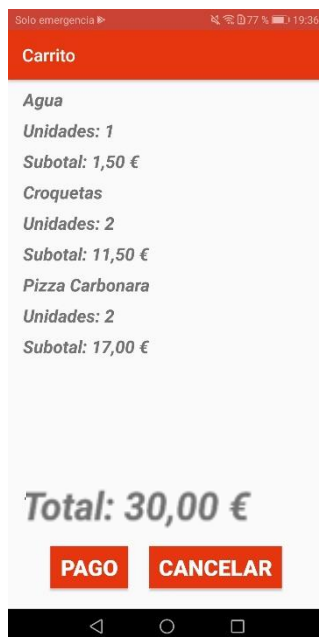 Solo emergencia
77 % 19:36
Carrito
Agua
Unidades: 1
Subotal: 1,50 €
Croquetas
Unidades: 2
Subotal: 11,50 €
Pizza Carbonara
Unidades: 2
Subotal: 17,00 €
Total: 30,00 €
PAGO CANCELAR